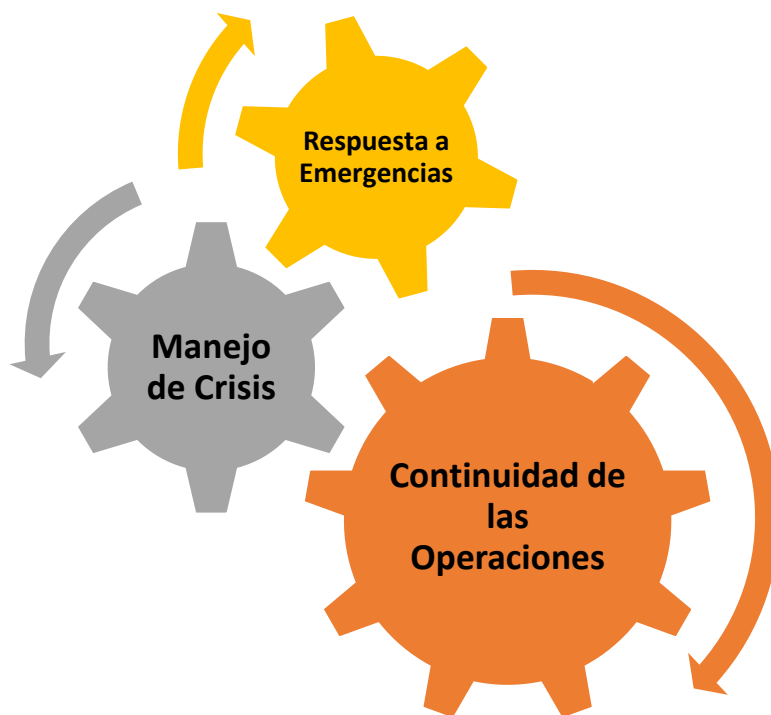 Respuesta a
Emergencias
Manejo
de Crisis
Continuidad de
las
Operaciones